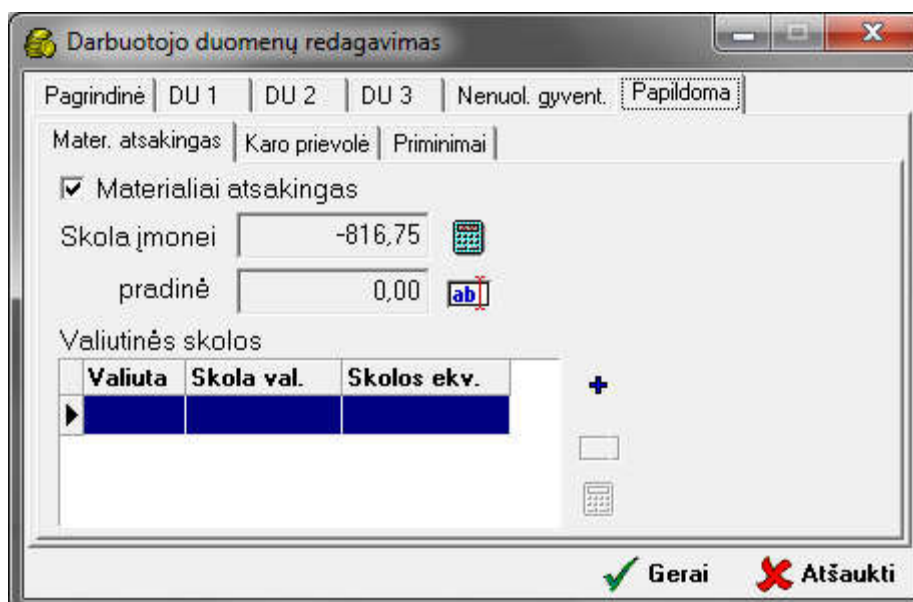 Darbuotojo duomenų redagavimas
Pagrindinė DU 1 DU 2 DU 3 Nenuol. gyvent. Papildoma
Mater. atsakingas Karo prievolė Priminimai
Materialiai atsakingas
Skola įmonei -816,75
pradinė 0,00 ab
Valiutinės skolos
Valiuta Skola val. Skolos ekv.
Gerai Atšaukti